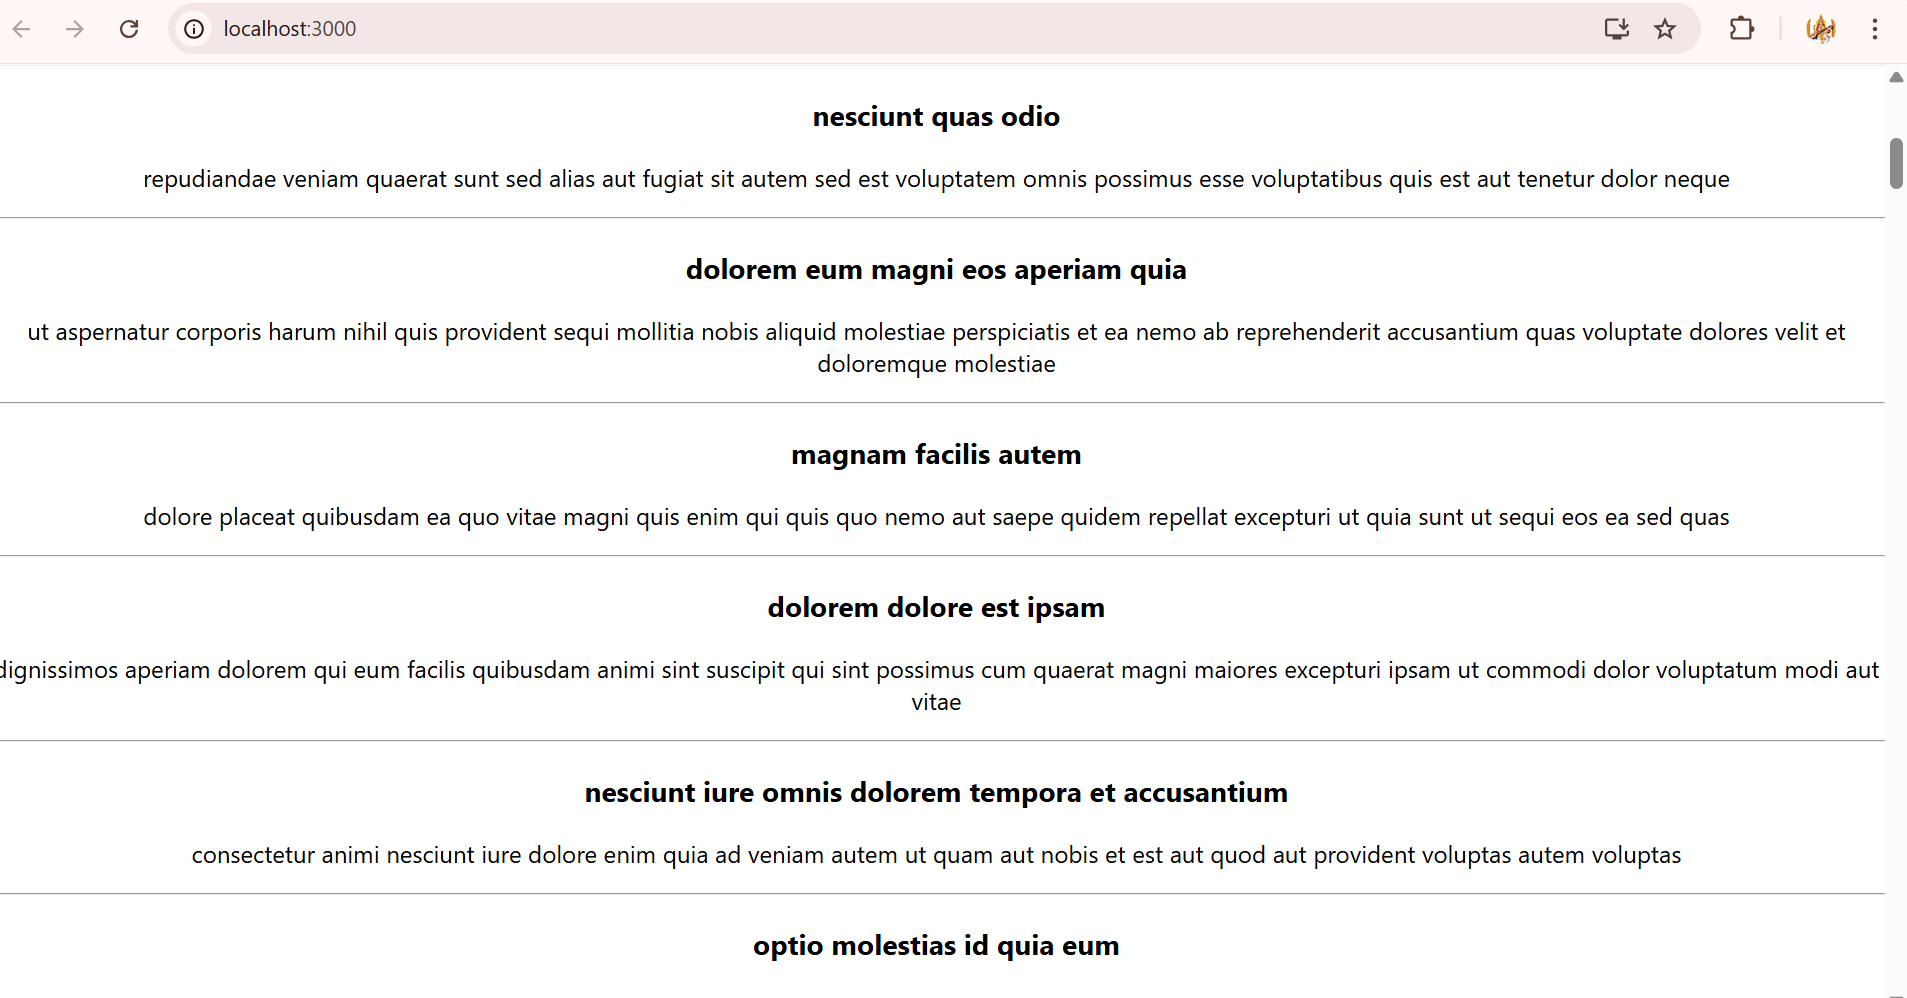 localhost:3000
nesciunt quas odio
repudiandae veniam quaerat sunt sed alias aut fugiat sit autem sed est voluptatem omnis possimus esse voluptatibus quis est aut tenetur dolor neque
dolorem eum magni eos aperiam quia
ut aspernatur corporis harum nihil quis provident sequi mollitia nobis aliquid molestiae perspiciatis et ea nemo ab reprehenderit accusantium quas voluptate dolores velit et
doloremque molestiae
magnam facilis autem
dolore placeat quibusdam ea quo vitae magni quis enim qui quis quo nemo aut saepe quidem repellat excepturi ut quia sunt ut sequi eos ea sed quas
dolorem dolore est ipsam
dignissimos aperiam dolorem qui eum facilis quibusdam animi sint suscipit qui sint possimus cum quaerat magni maiores excepturi ipsam ut commodi dolor voluptatum modi aut
vitae
nesciunt iure omnis dolorem tempora et accusantium
consectetur animi nesciunt iure dolore enim quia ad veniam autem ut quam aut nobis et est aut quod aut provident voluptas autem voluptas
optio molestias id quia eum